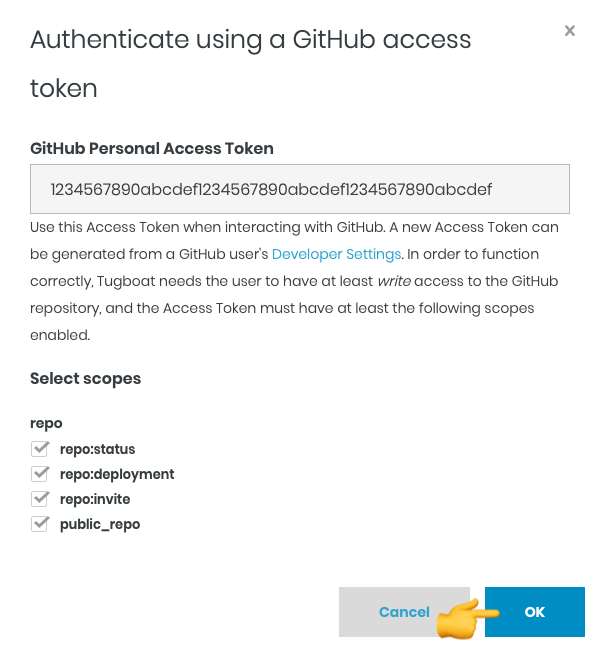 Authenticate using a GitHub access
token
GitHub Personal Access Token
1234567890abcdef1234567890abcdef1234567890abcdef
Use this Access Token when interacting with GitHub. A new Access Token can
be generated from a GitHub user's Developer Settings. In order to function
correctly, Tugboat needs the user to have at least write access to the GitHub
repository, and the Access Token must have at least the following scopes
enabled.
Select scopes
repo
repo:status
repo:deployment
repo:invite
public_repo
Cancel
OK